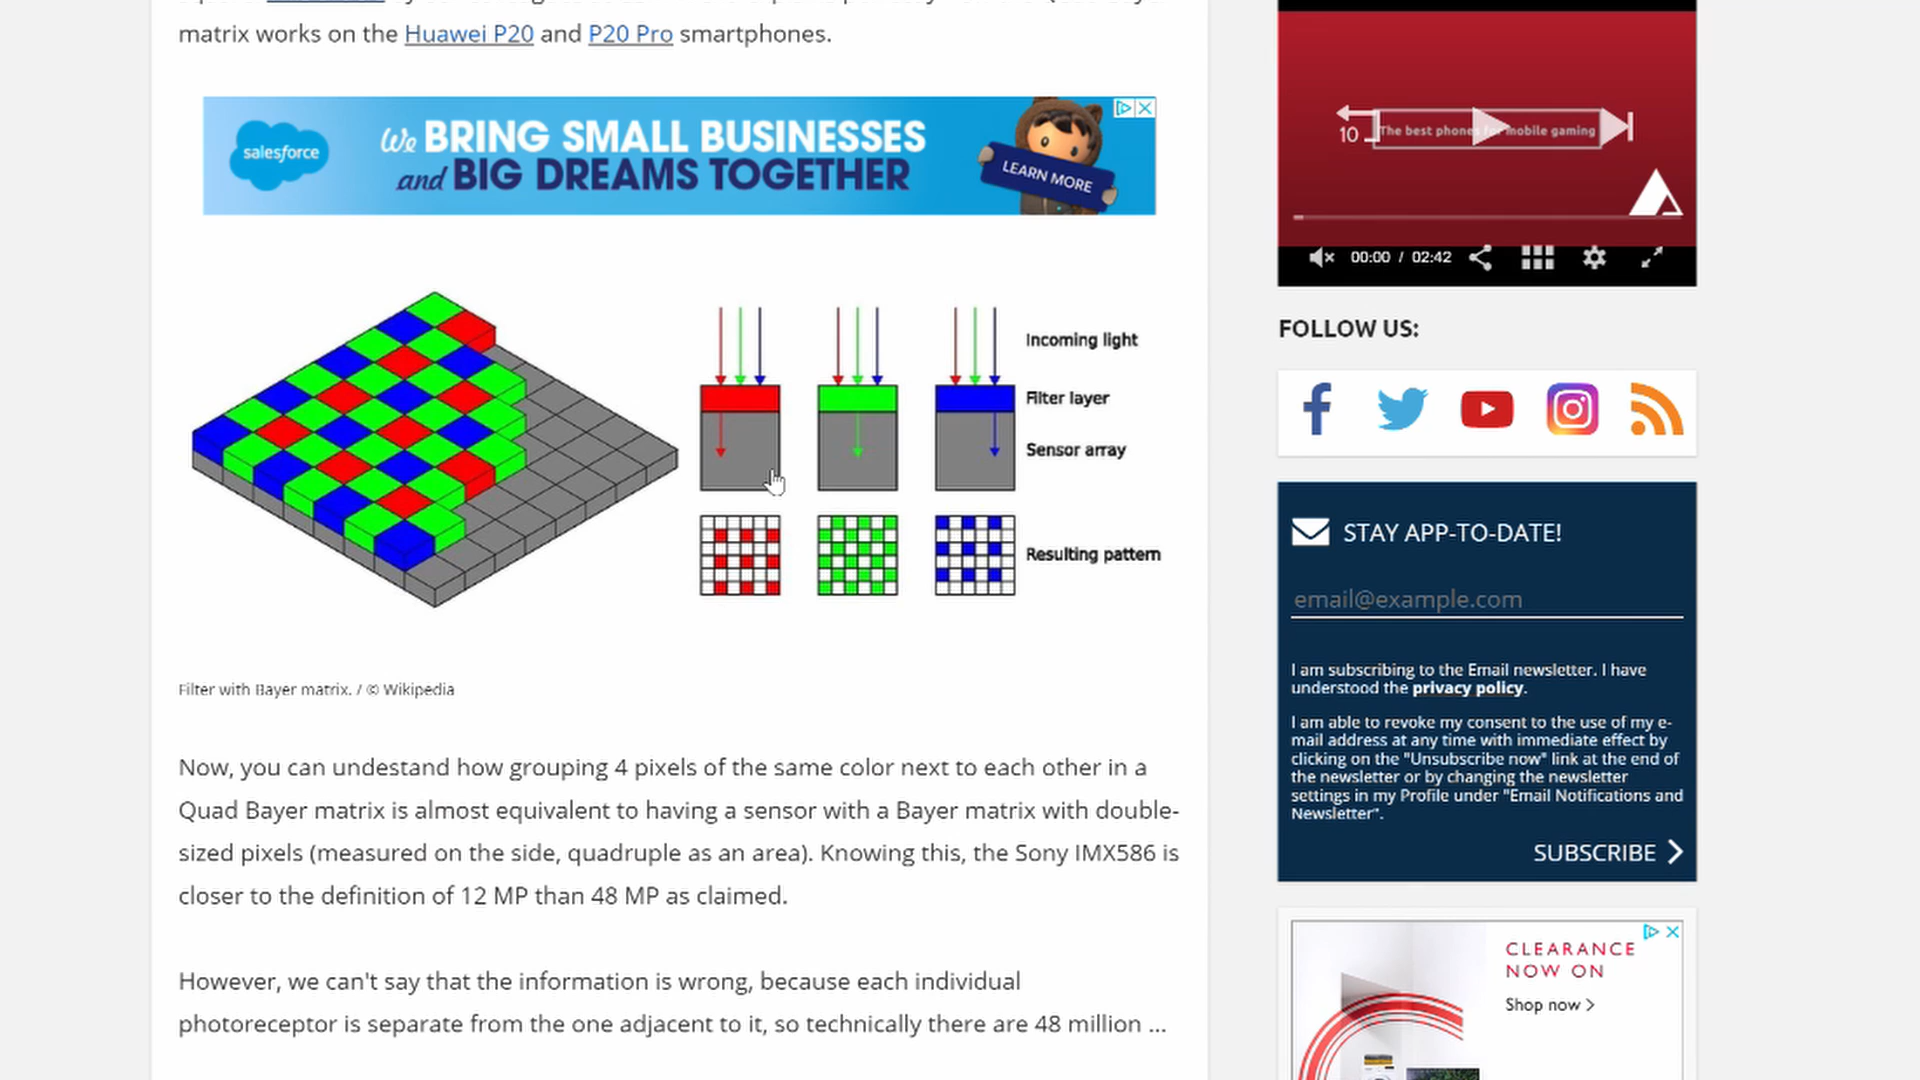 matrix works on the Huawei P20 and P20 Pro smartphones.
salesforce
We BRING SMALL BUSINESSES
and BIG DREAMS TOGETHER
LEARN MORE
Incoming light
Filter layer
Sensor array
Resulting pattern
Filter with Bayer matrix. / © Wikipedia
Now, you can undestand how grouping 4 pixels of the same color next to each other in a
Quad Bayer matrix is almost equivalent to having a sensor with a Bayer matrix with double-
sized pixels (measured on the side, quadruple as an area). Knowing this, the Sony IMX586 is
closer to the definition of 12 MP than 48 MP as claimed.
However, we can't say that the information is wrong, because each individual
photoreceptor is separate from the one adjacent to it, so technically there are 48 million ...
10
The best phones for mobile gaming
00:00 / 02:42
FOLLOW US:
STAY APP-TO-DATE!
email@example.com
I am subscribing to the Email newsletter. I have
understood the privacy policy.
I am able to revoke my consent to the use of my e-
mail address at any time with immediate effect by
clicking on the "Unsubscribe now" link at the end of
the newsletter or by changing the newsletter
settings in my Profile under "Email Notifications and
Newsletter".
SUBSCRIBE
CLEARANCE
NOW ON
Shop now >